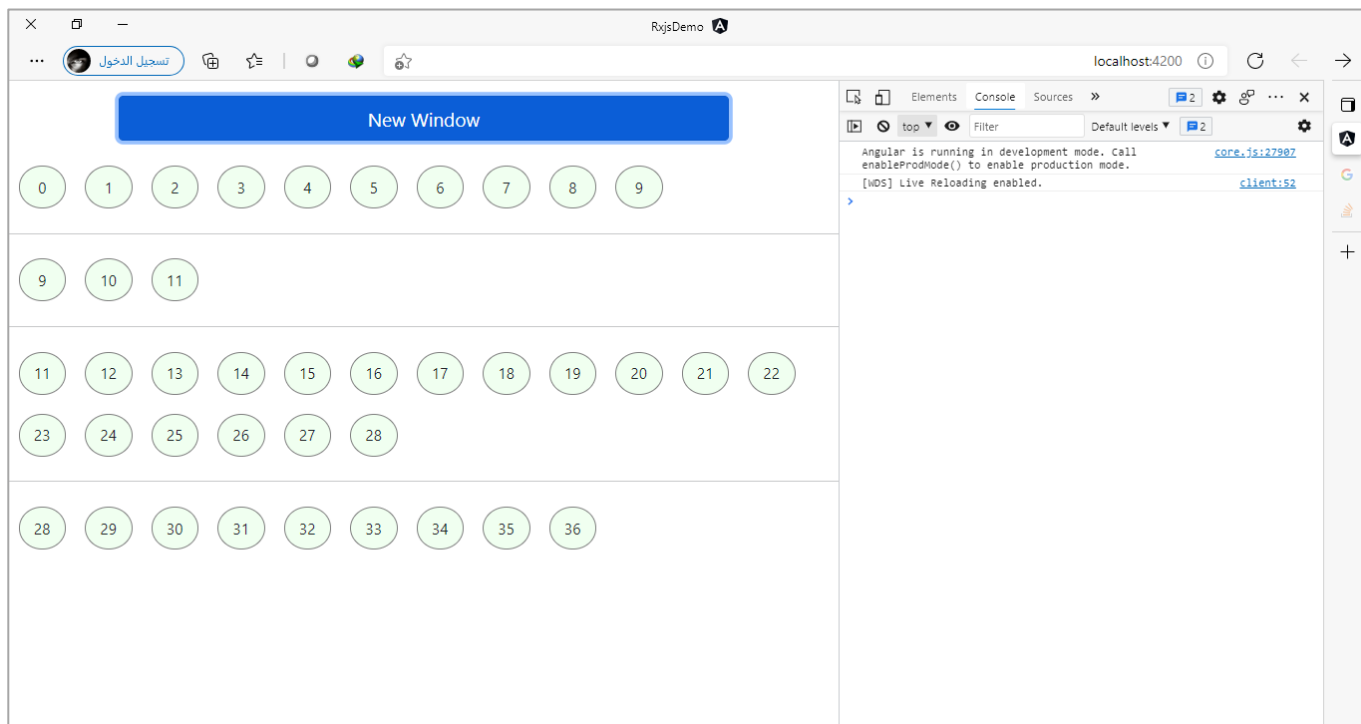 RxjsDemo
تسجيل الدخول
localhost:4200
New Window
0 1 2 3 4 5 6 7 8 9
9 10 11
11 12 13 14 15 16 17 18 19 20 21 22
23 24 25 26 27 28
28 29 30 31 32 33 34 35 36
Elements Console Sources » 2
top Filter Default levels 2
Angular is running in development mode. Call core.js:27907
enableProdMode() to enable production mode.
[WDS] Live Reloading enabled. client:52